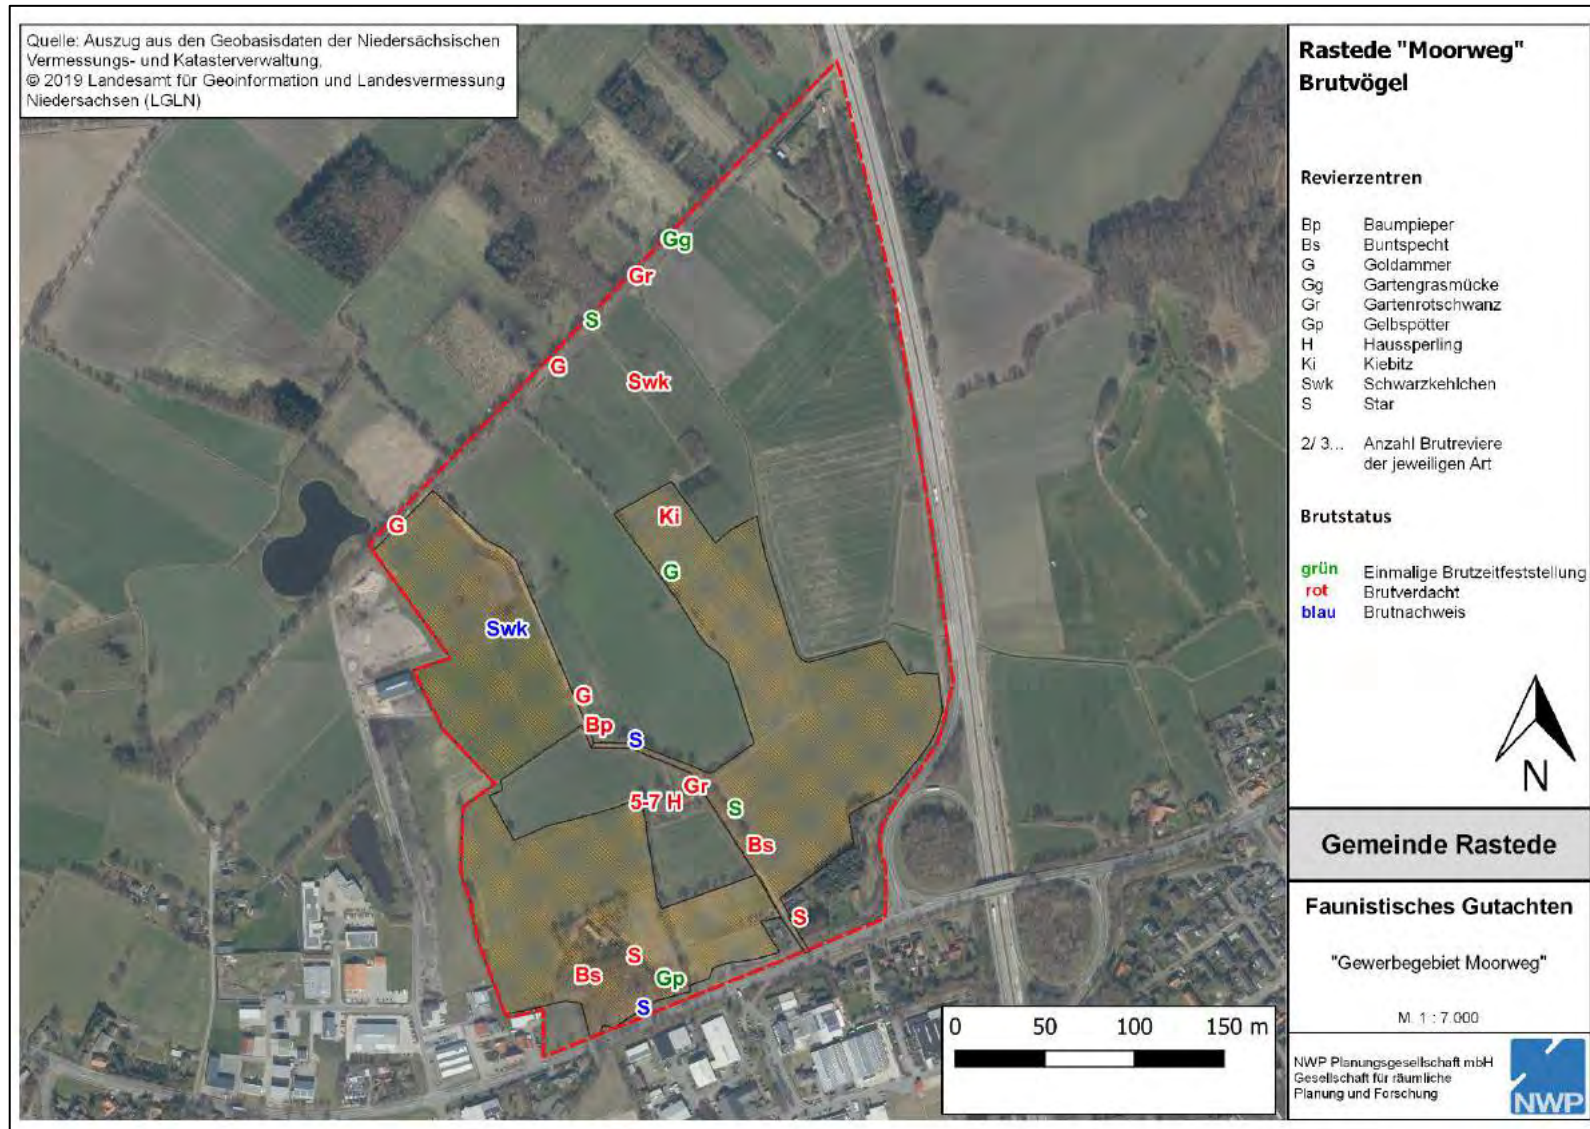 Quelle: Auszug aus den Geobasisdaten der Niedersächsischen
Vermessungs- und Katasterverwaltung,
© 2019 Landesamt für Geoinformation und Landesvermessung
Niedersachsen (LGLN)
Gg
Gr
S
G
Swk
G
Ki
G
Swk
G
Bp
S
Gr
5-7 H
S
Bs
S
S
Bs
Gp
S
0 50 100 150 m
Rastede "Moorweg"
Brutvögel
Revierzentren
Bp Baumpieper
Bs Buntspecht
G Goldammer
Gg Gartengrasmücke
Gr Gartenrotschwanz
Gp Gelbspötter
H Haussperling
Ki Kiebitz
Swk Schwarzkehlchen
S Star
2/ 3... Anzahl Brutreviere
der jeweiligen Art
Brutstatus
grün Einmalige Brutzeitfeststellung
rot Brutverdacht
blau Brutnachweis
N
Gemeinde Rastede
Faunistisches Gutachten
"Gewerbegebiet Moorweg"
M. 1 : 7.000
NWP Planungsgesellschaft mbH
Gesellschaft für räumliche
Planung und Forschung
NWP